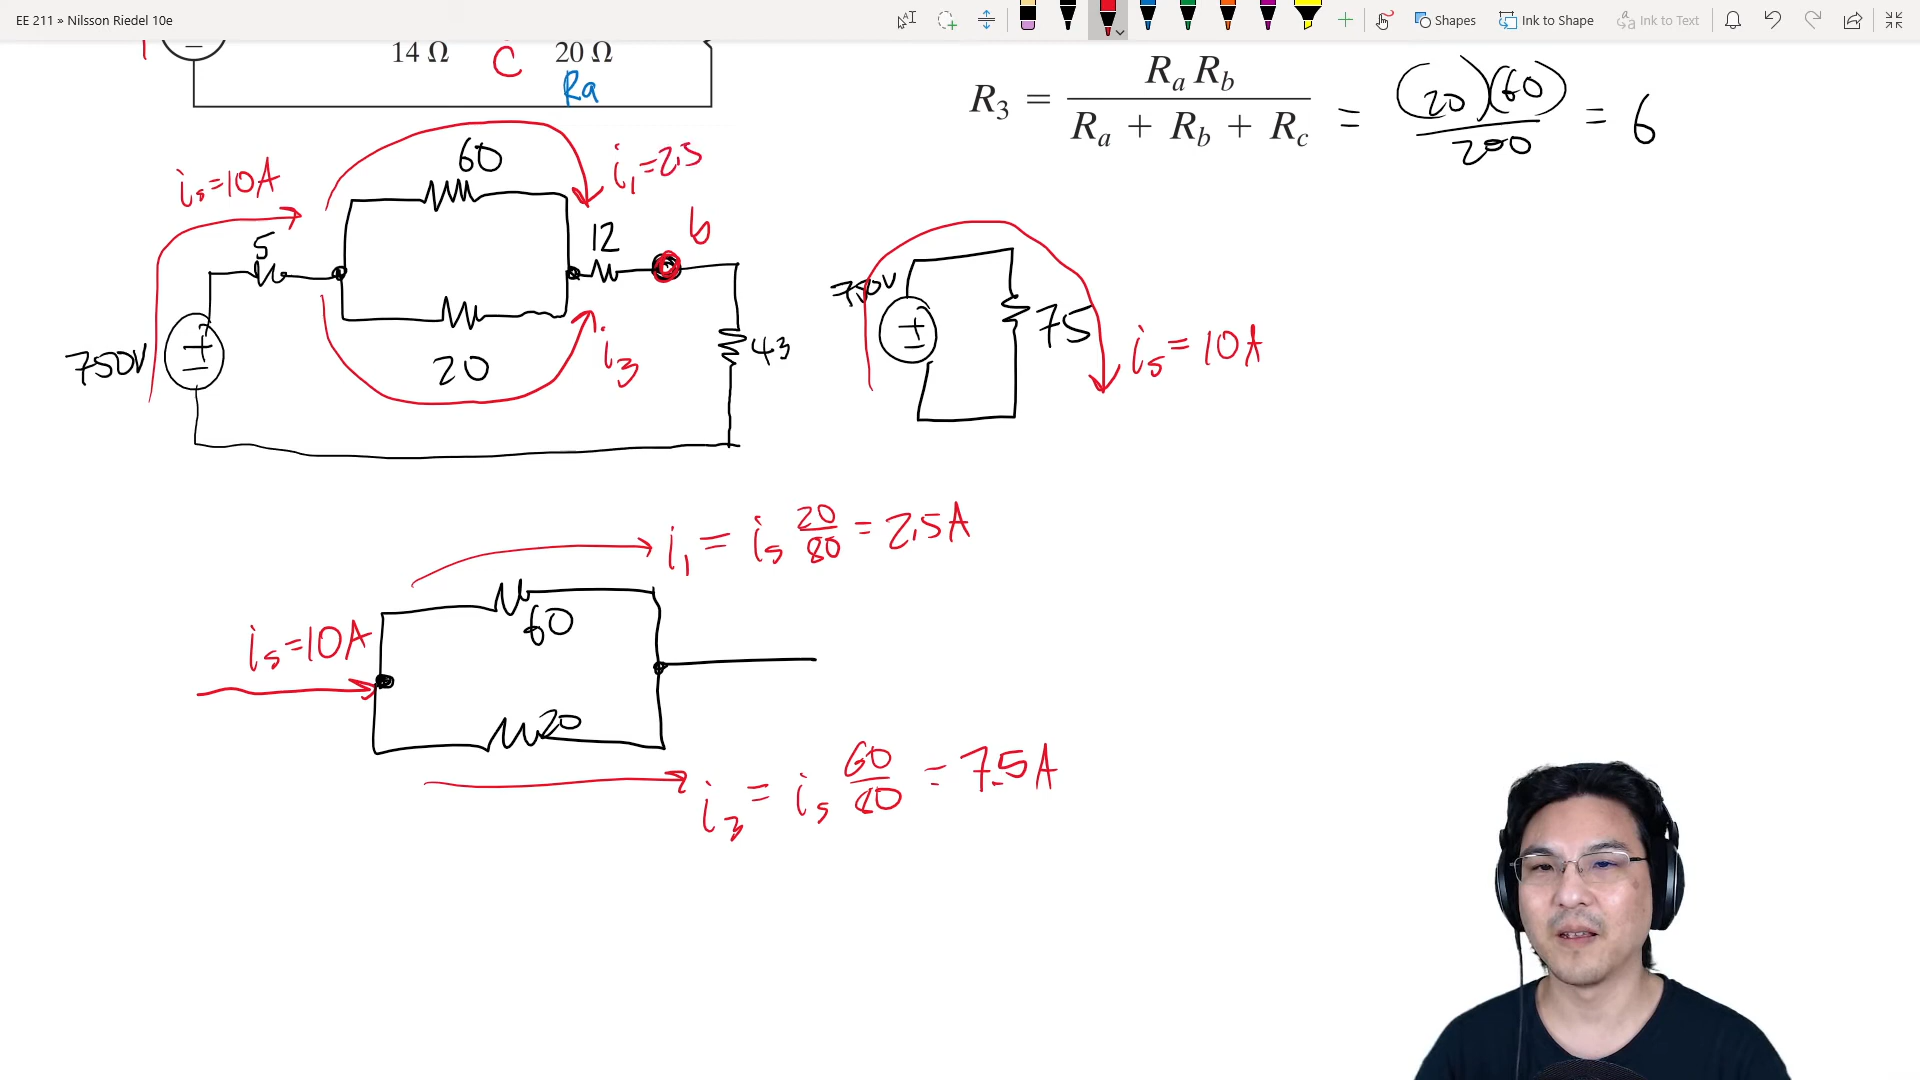 EE 211 » Nilsson Riedel 10e
Shapes
Ink to Shape
Ink to Text
14 Ω
C
20 Ω
Ra
R3 = Ra Rb / Ra + Rb + Rc = (20)(60) / 200 = 6
is=10A
60
i1=2.5
5
12
b
750V
20
i3
43
750V
75
is = 10A
i1 = is 20/80 = 2.5A
60
is=10A
20
i3 = is 60/80 = 7.5A